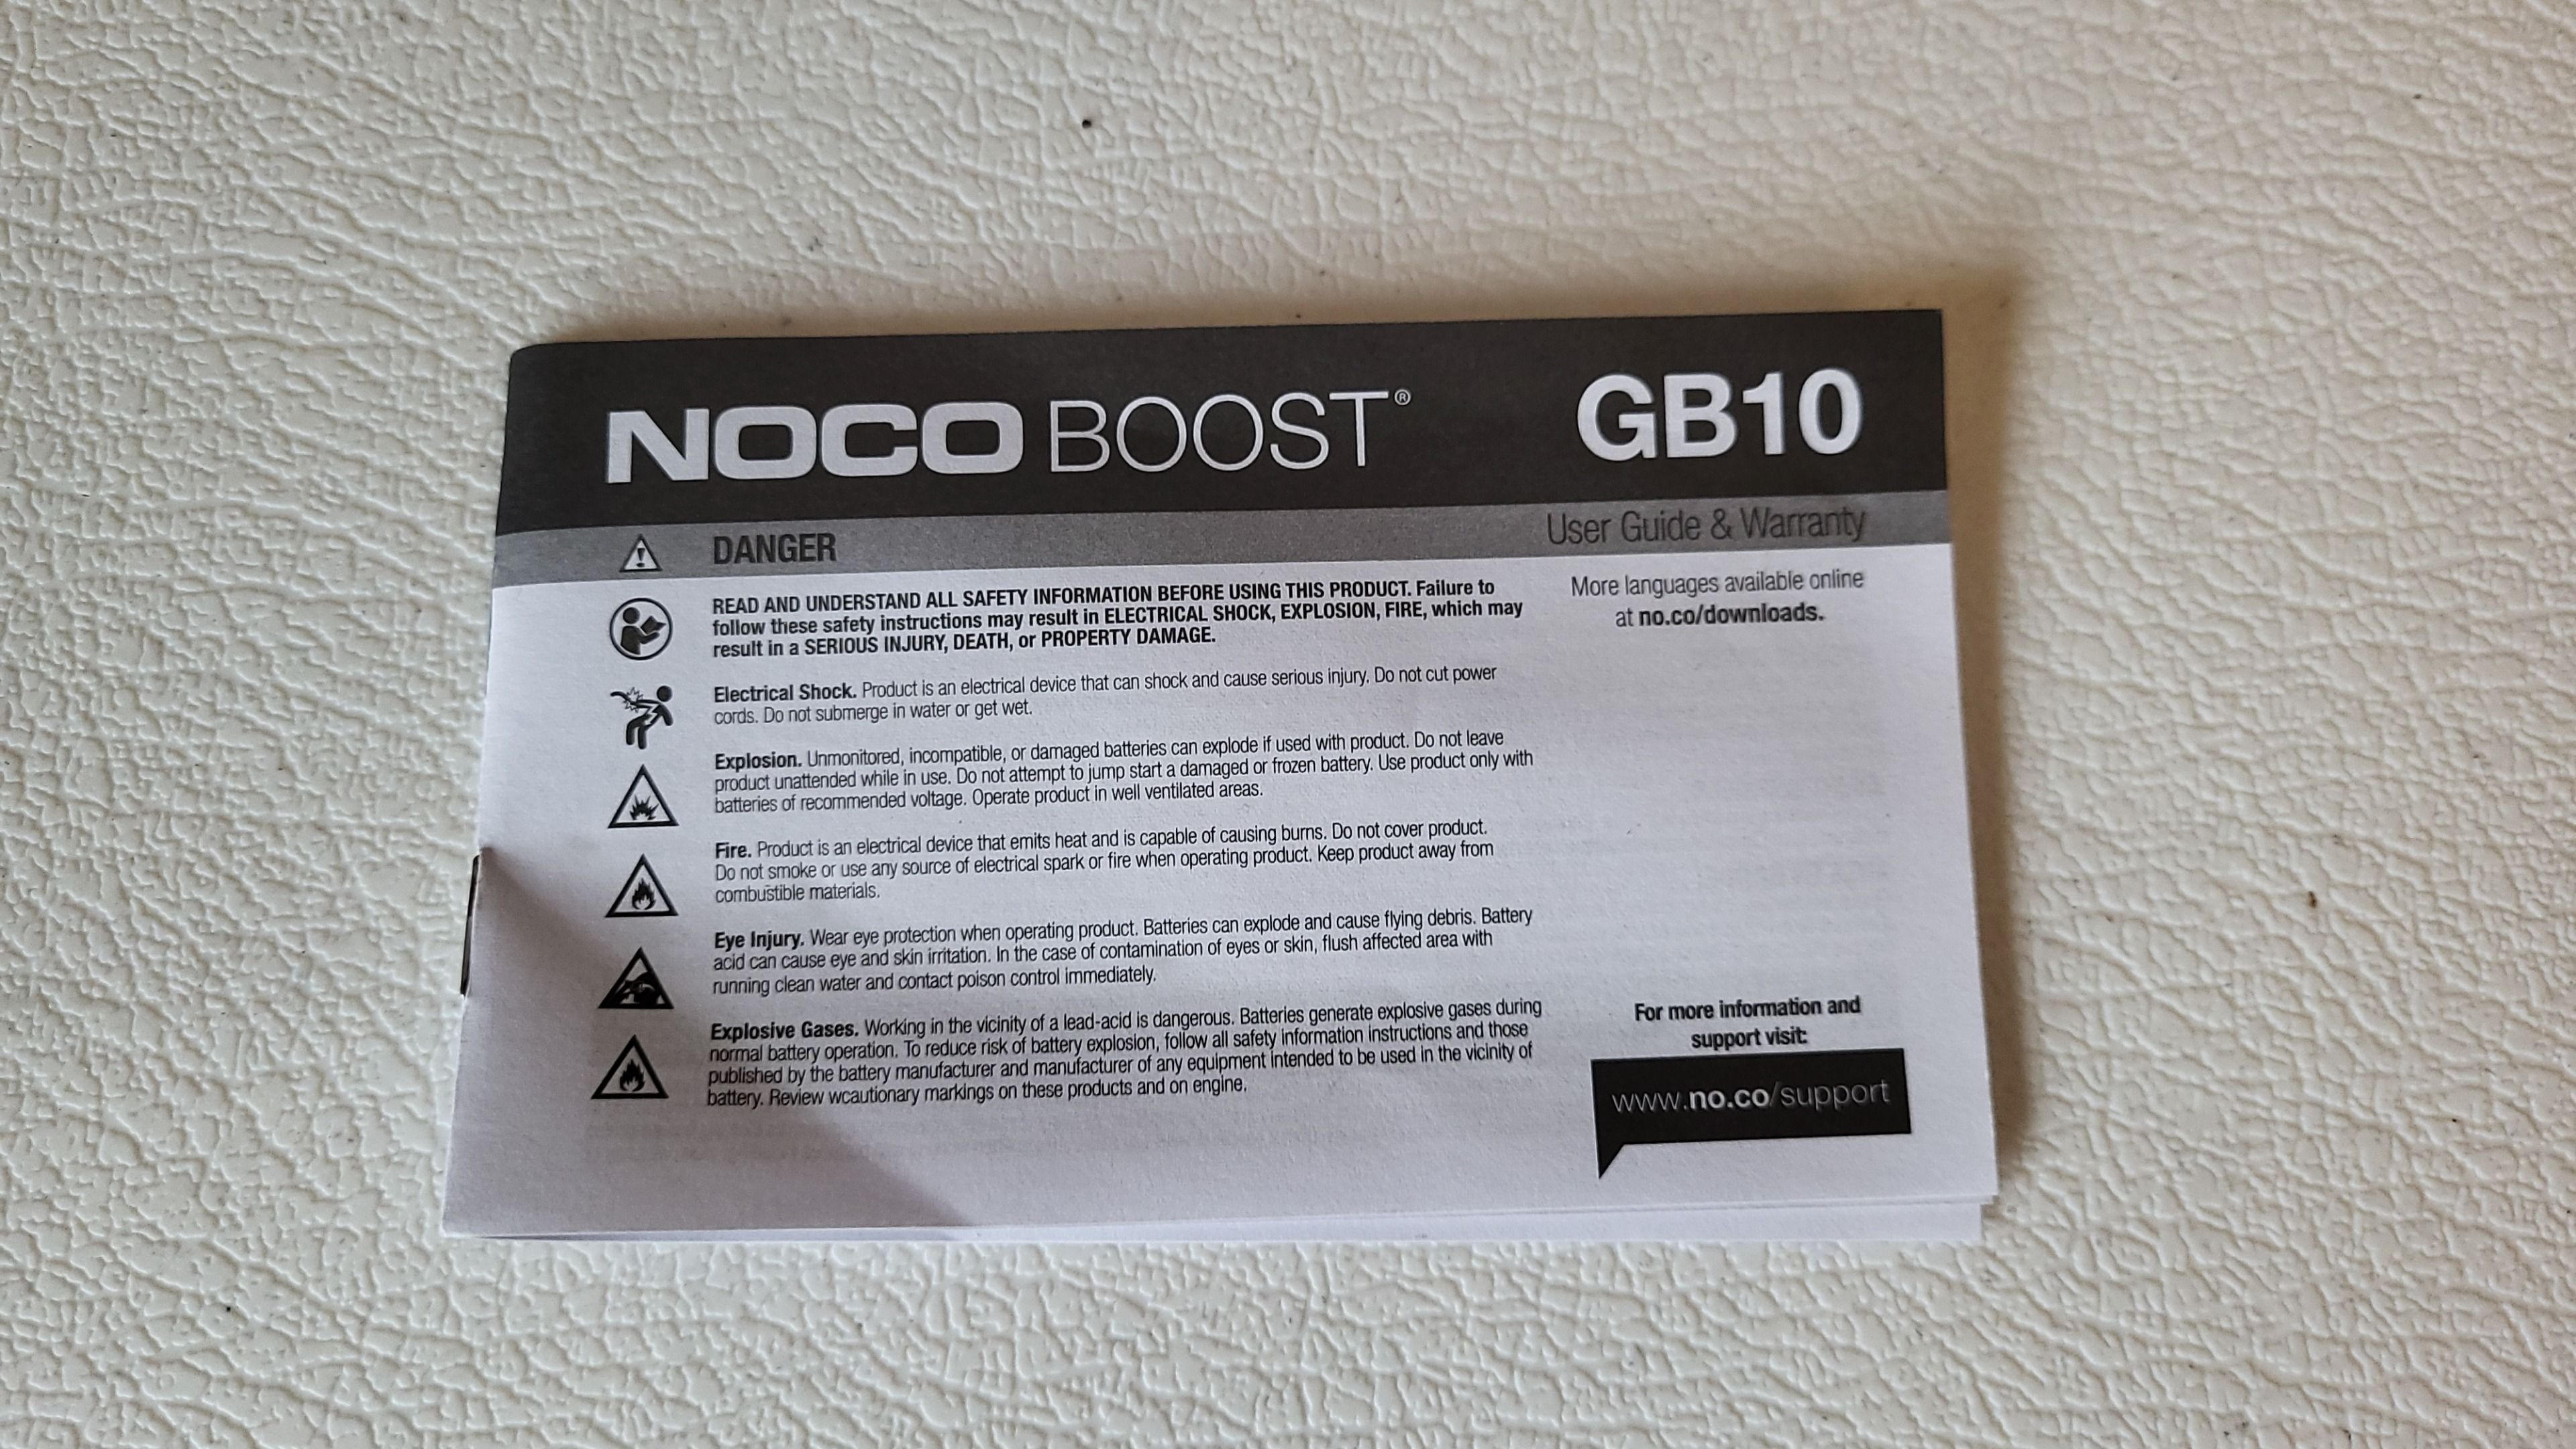 NOCO BOOST® GB10
DANGER
User Guide & Warranty
READ AND UNDERSTAND ALL SAFETY INFORMATION BEFORE USING THIS PRODUCT. Failure to
follow these safety instructions may result in ELECTRICAL SHOCK, EXPLOSION, FIRE, which may
result in a SERIOUS INJURY, DEATH, or PROPERTY DAMAGE.
Electrical Shock. Product is an electrical device that can shock and cause serious injury. Do not cut power
cords. Do not submerge in water or get wet.
Explosion. Unmonitored, incompatible, or damaged batteries can explode if used with product. Do not leave
product unattended while in use. Do not attempt to jump start a damaged or frozen battery. Use product only with
batteries of recommended voltage. Operate product in well ventilated areas.
Fire. Product is an electrical device that emits heat and is capable of causing burns. Do not cover product.
Do not smoke or use any source of electrical spark or fire when operating product. Keep product away from
combustible materials.
Eye Injury. Wear eye protection when operating product. Batteries can explode and cause flying debris. Battery
acid can cause eye and skin irritation. In the case of contamination of eyes or skin, flush affected area with
running clean water and contact poison control immediately.
Explosive Gases. Working in the vicinity of a lead-acid is dangerous. Batteries generate explosive gases during
normal battery operation. To reduce risk of battery explosion, follow all safety information instructions and those
published by the battery manufacturer and manufacturer of any equipment intended to be used in the vicinity of
battery. Review wcautionary markings on these products and on engine.
More languages available online
at no.co/downloads.
For more information and
support visit:
www.no.co/support